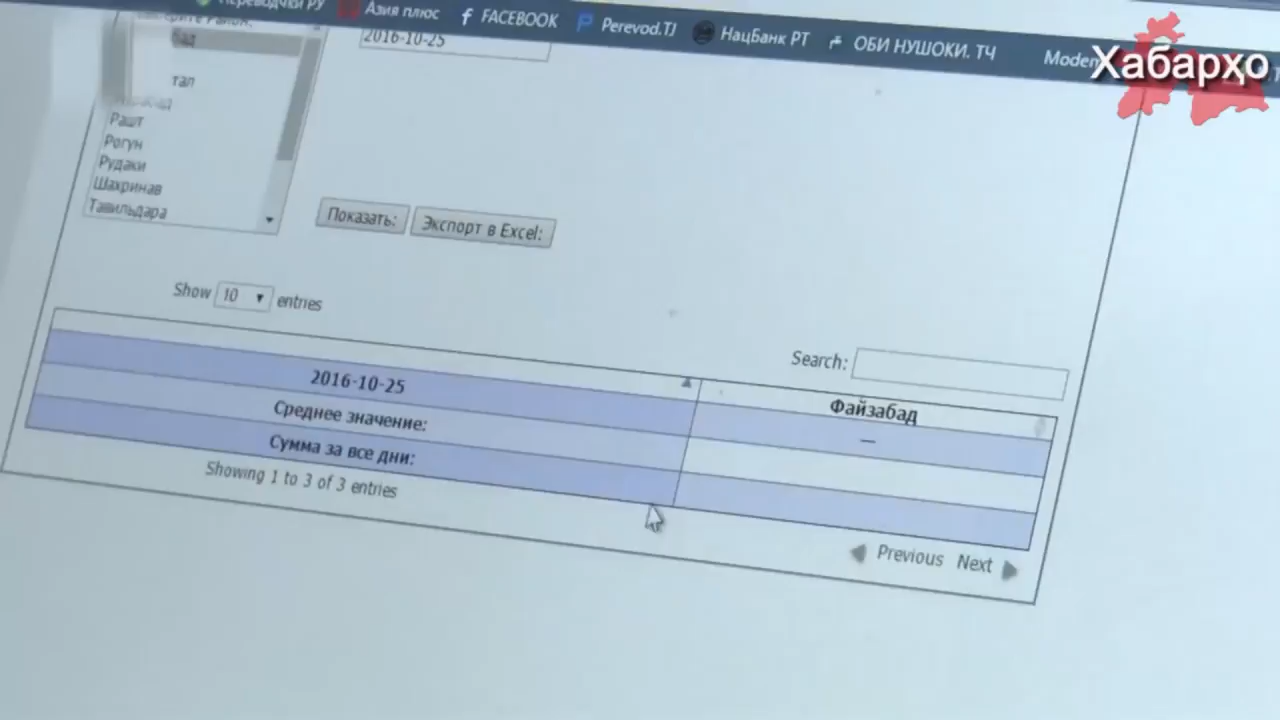 Азия плюс
FACEBOOK
Perevod.TJ
НацБанк РТ
ОБИ НУШОКИ. ТЧ
Хабарҳо
2016-10-25
Рашт
Рогун
Рудаки
Шахринав
Тавильдара
Показать:
Экспорт в Excel:
Show 10 entries
Search:
Файзабад
2016-10-25
—
Среднее значение:
Сумма за все дни:
Showing 1 to 3 of 3 entries
Previous Next